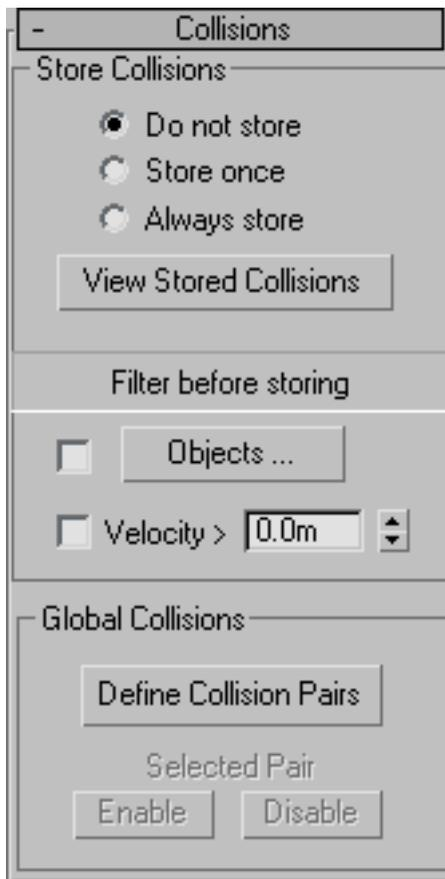 - Collisions
Store Collisions
Do not store
Store once
Always store
View Stored Collisions
Filter before storing
Objects ...
Velocity > 0.0m
Global Collisions
Define Collision Pairs
Selected Pair
Enable Disable